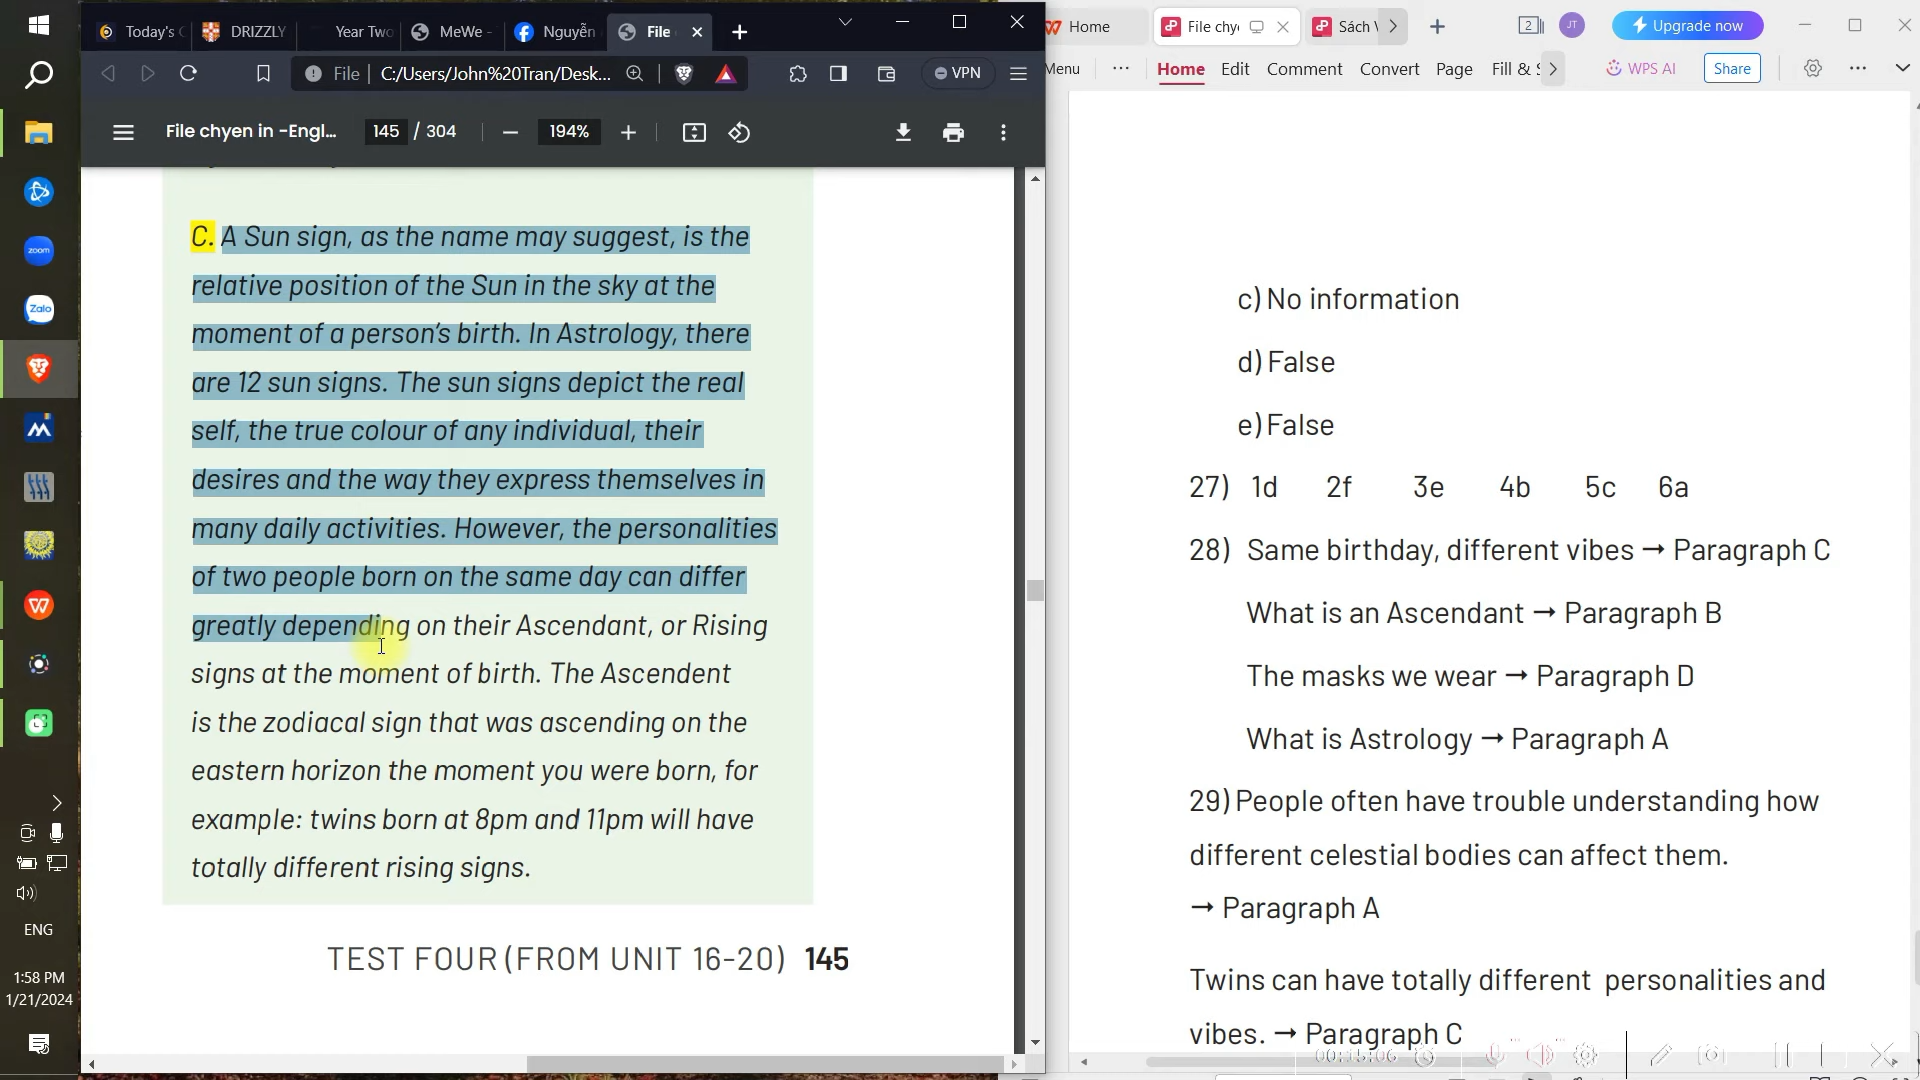 Today's
DRIZZLY
Year Two
MeWe -
Nguyễn
File
Home
File chy
Sách V
2
JT
Upgrade now
File
C:/Users/John%20Tran/Desk...
VPN
Menu
Home
Edit
Comment
Convert
Page
Fill & S
WPS AI
Share
File chyen in -Engl...
145 / 304
194%
C. A Sun sign, as the name may suggest, is the
relative position of the Sun in the sky at the
moment of a person's birth. In Astrology, there
are 12 sun signs. The sun signs depict the real
self, the true colour of any individual, their
desires and the way they express themselves in
many daily activities. However, the personalities
of two people born on the same day can differ
greatly depending on their Ascendant, or Rising
signs at the moment of birth. The Ascendent
is the zodiacal sign that was ascending on the
eastern horizon the moment you were born, for
example: twins born at 8pm and 11pm will have
totally different rising signs.
TEST FOUR (FROM UNIT 16-20) 145
c) No information
d) False
e) False
27) 1d 2f 3e 4b 5c 6a
28) Same birthday, different vibes → Paragraph C
What is an Ascendant → Paragraph B
The masks we wear → Paragraph D
What is Astrology → Paragraph A
29) People often have trouble understanding how
different celestial bodies can affect them.
→ Paragraph A
Twins can have totally different personalities and
vibes. → Paragraph C
00:15:06
zoom
Zalo
ENG
1:58 PM
1/21/2024